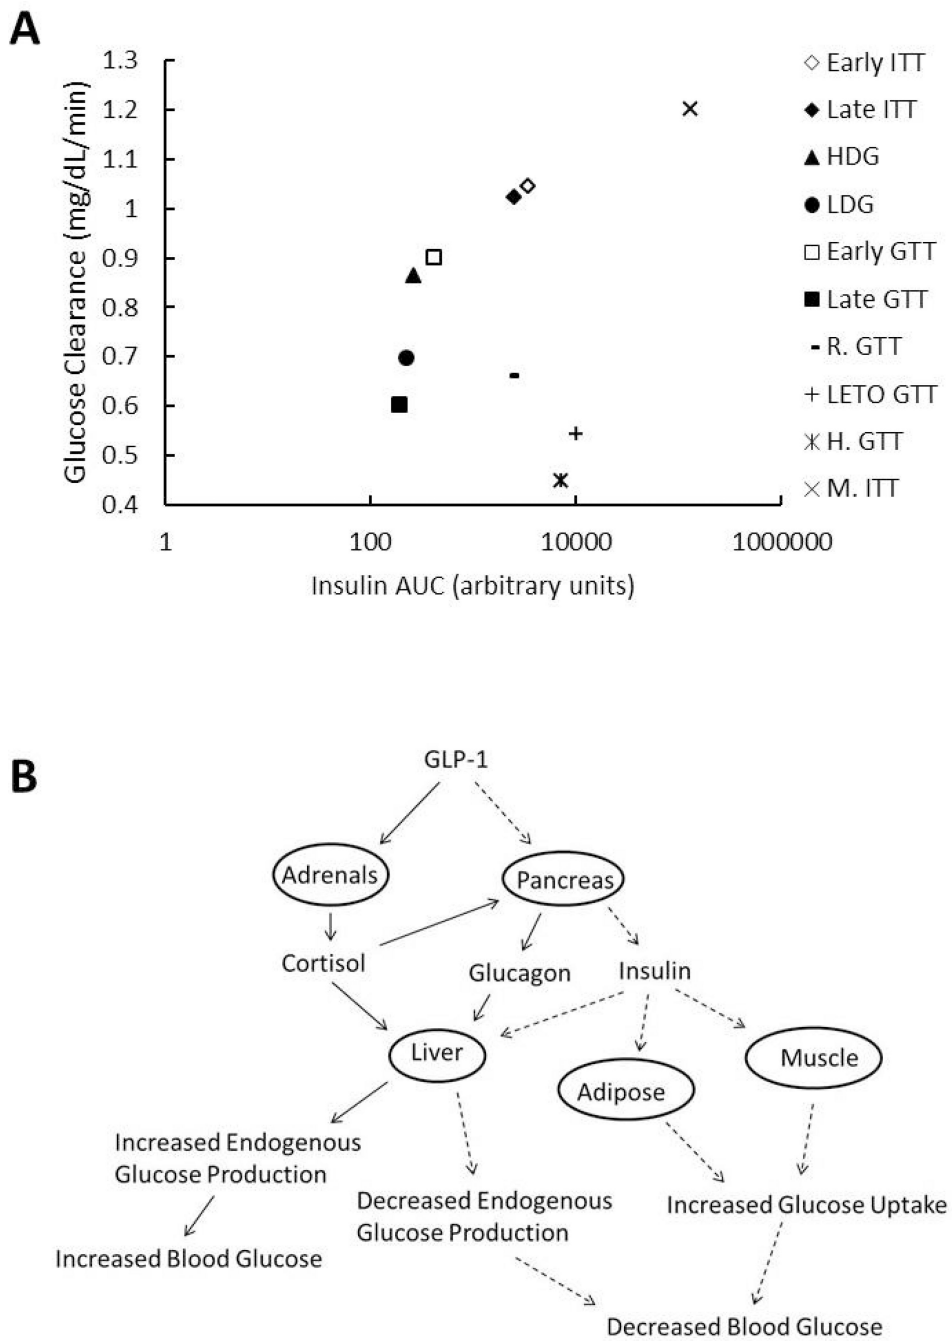 A
Glucose Clearance (mg/dL/min)
1.3
1.2
1.1
1
0.9
0.8
0.7
0.6
0.5
0.4
1
100
10000
1000000
Insulin AUC (arbitrary units)
Early ITT
Late ITT
HDG
LDG
Early GTT
Late GTT
R. GTT
LETO GTT
H. GTT
M. ITT
B
GLP-1
Adrenals
Pancreas
Cortisol
Glucagon
Insulin
Liver
Adipose
Muscle
Increased Endogenous
Glucose Production
Decreased Endogenous
Glucose Production
Increased Glucose Uptake
Increased Blood Glucose
Decreased Blood Glucose